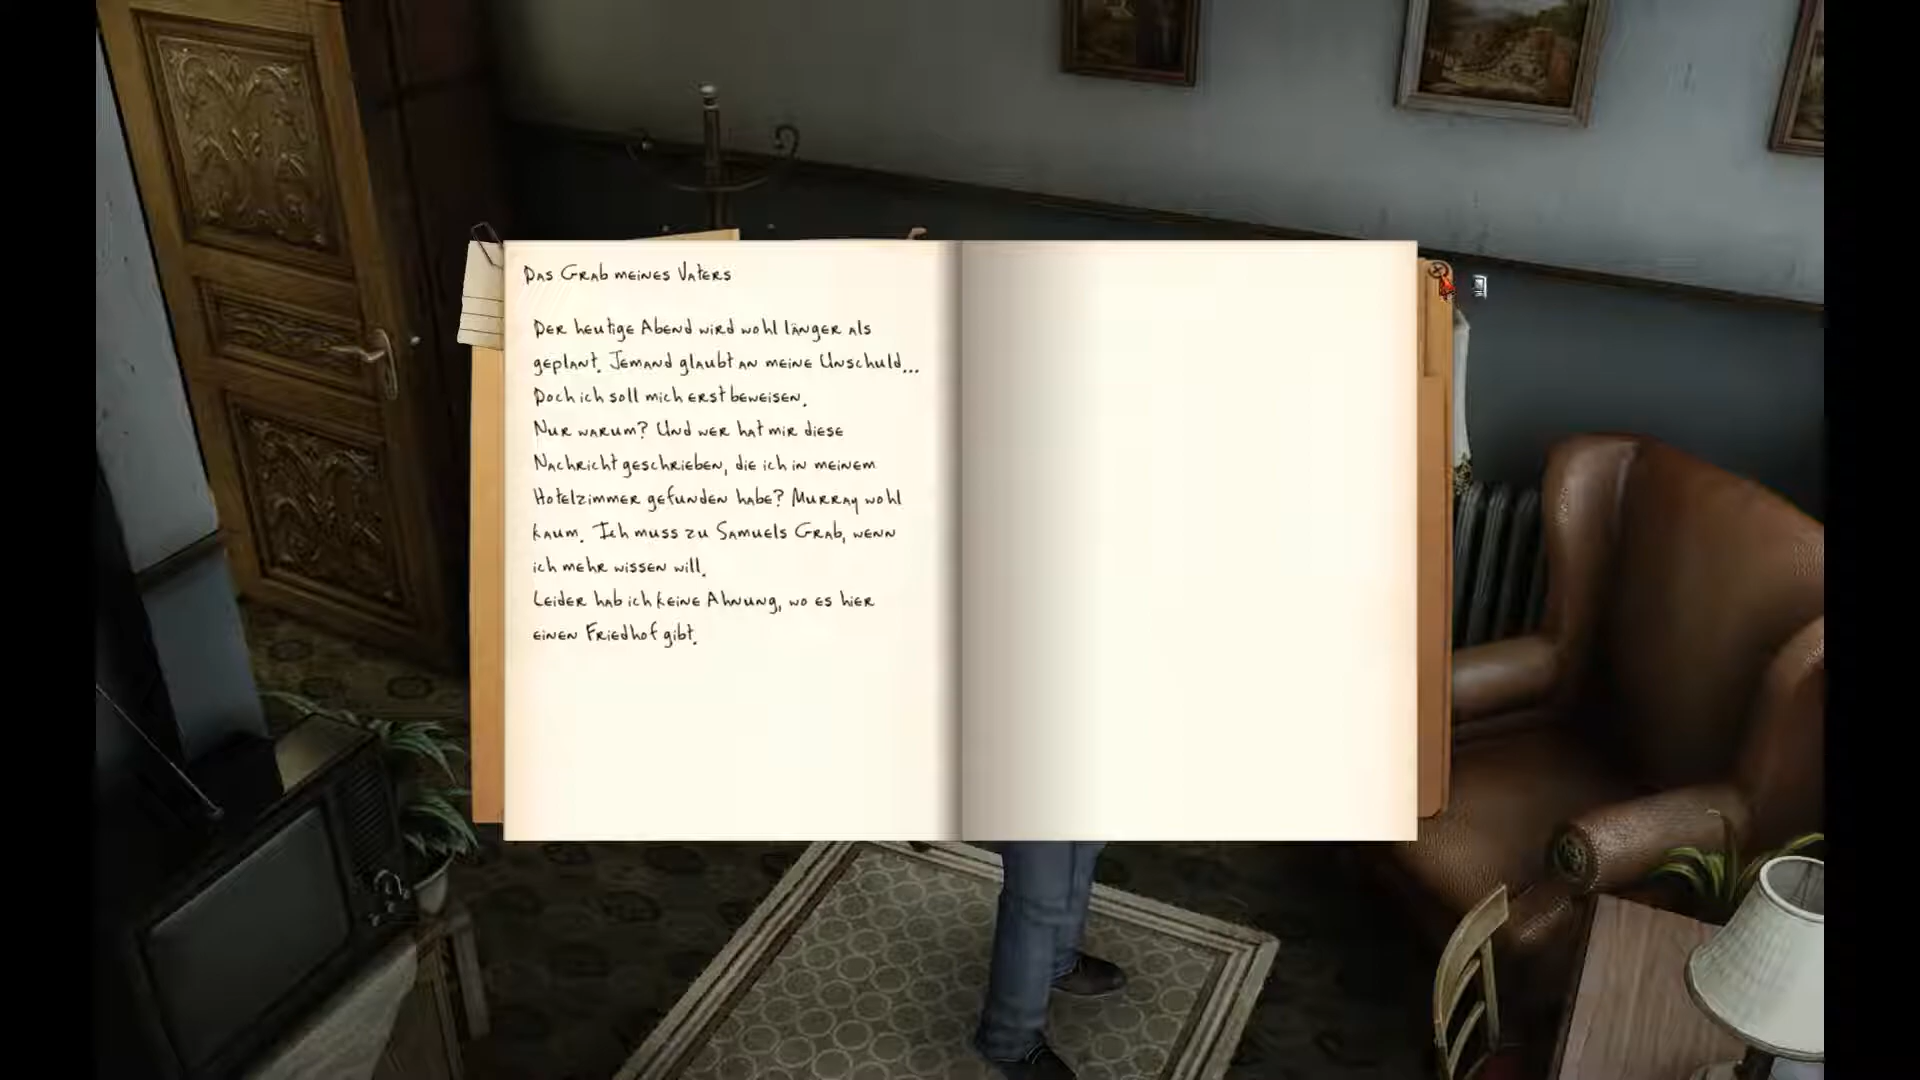 Das Grab meines Vaters
Der heutige Abend wird wohl länger als
geplant. Jemand glaubt an meine Unschuld...
Doch ich soll mich erst beweisen.
Nur warum? Und wer hat mir diese
Nachricht geschrieben, die ich in meinem
Hotelzimmer gefunden habe? Murray wohl
kaum. Ich muss zu Samuels Grab, wenn
ich mehr wissen will.
Leider hab ich keine Ahnung, wo es hier
einen Friedhof gibt.